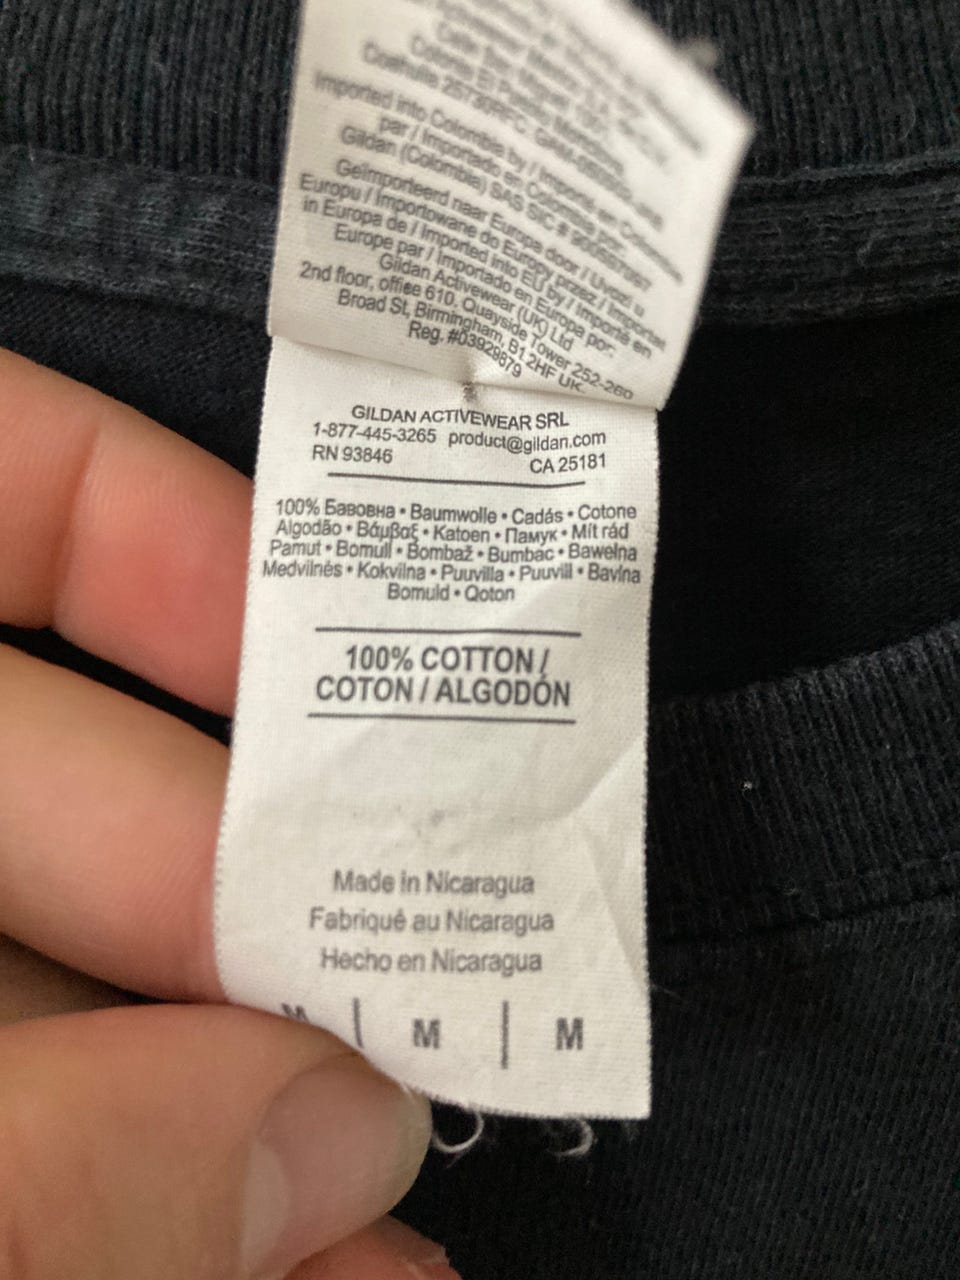 Coahuila 25730RFC:
Imported into Colombia by / Importé en Colombie
par / Importado en Colombia por:
Gildan (Colombia) SAS SIC #
Geïmporteerd naar Europa door / Uvozi u
Europu / Importowane do Europy przez / Importat
in Europa de / Imported into EU by / Importé en
Europe par / Importado en Europa por:
Gildan Activewear (UK) Ltd
2nd floor, office 610, Quayside Tower 252-260
Broad St, Birmingham, B1 2HF UK.
Reg. #03929879
GILDAN ACTIVEWEAR SRL
1-877-445-3265 product@gildan.com
RN 93846 CA 25181
100% Бавовна • Baumwolle • Cadás • Cotone
Algodão • Βάμβαξ • Katoen • Памук • Mít rád
Pamut • Bomull • Bombaž • Bumbac • Bawełna
Medvilnės • Kokvilna • Puuvilla • Puuvill • Bavlna
Bomuld • Qoton
100% COTTON /
COTON / ALGODÓN
Made in Nicaragua
Fabriqué au Nicaragua
Hecho en Nicaragua
M | M | M